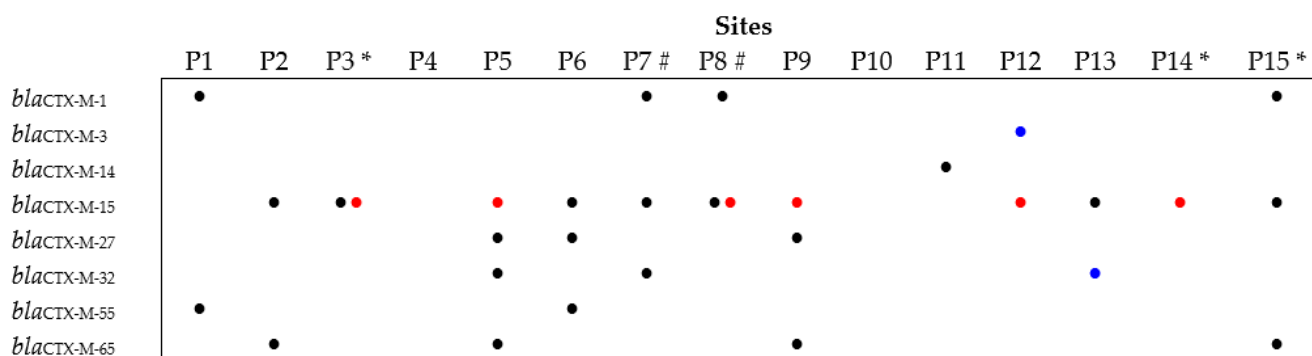 Sites
P1 P2 P3 * P4 P5 P6 P7 # P8 # P9 P10 P11 P12 P13 P14 * P15 *
blaCTX-M-1
blaCTX-M-3
blaCTX-M-14
blaCTX-M-15
blaCTX-M-27
blaCTX-M-32
blaCTX-M-55
blaCTX-M-65